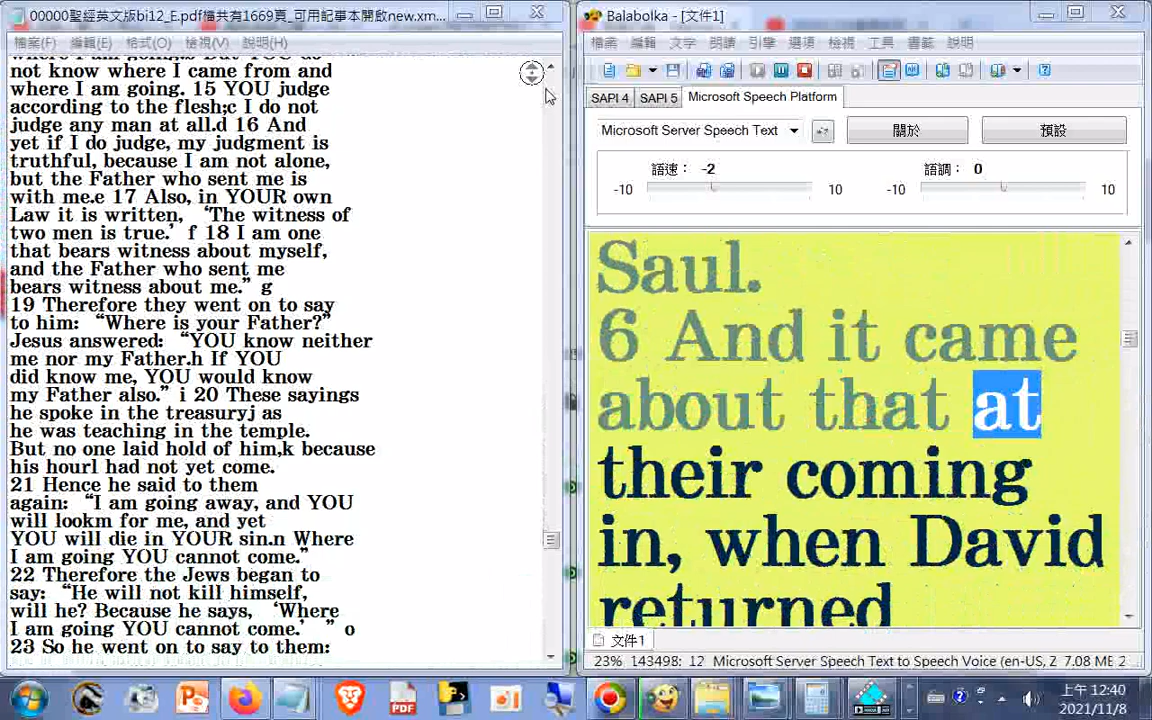 00000聖經英文版bi12_E.pdf檔共有1669頁_可用記事本開啟new.xm...
檔案(F) 編輯(E) 格式(O) 檢視(V) 說明(H)
not know where I came from and
where I am going. 15 YOU judge
according to the flesh;c I do not
judge any man at all.d 16 And
yet if I do judge, my judgment is
truthful, because I am not alone,
but the Father who sent me is
with me.e 17 Also, in YOUR own
Law it is written, ‘The witness of
two men is true.’ f 18 I am one
that bears witness about myself,
and the Father who sent me
bears witness about me.” g
19 Therefore they went on to say
to him: “Where is your Father?”
Jesus answered: “YOU know neither
me nor my Father.h If YOU
did know me, YOU would know
my Father also.” i 20 These sayings
he spoke in the treasuryj as
he was teaching in the temple.
But no one laid hold of him,k because
his hourl had not yet come.
21 Hence he said to them
again: “I am going away, and YOU
will lookm for me, and yet
YOU will die in YOUR sin.n Where
I am going YOU cannot come.”
22 Therefore the Jews began to
say: “He will not kill himself,
will he? Because he says, ‘Where
I am going YOU cannot come.’ ” o
23 So he went on to say to them:
Balabolka - [文件1]
檔案 編輯 文字 朗讀 引擎 選項 檢視 工具 書籤 說明
SAPI 4 SAPI 5 Microsoft Speech Platform
Microsoft Server Speech Text 關於 預設
語速： -2 語調： 0
-10 10 -10 10
Saul.
6 And it came
about that at
their coming
in, when David
returned
文件1
23% 143498: 12 Microsoft Server Speech Text to Speech Voice (en-US, Z 7.08 MB 2
上午 12:40
2021/11/8